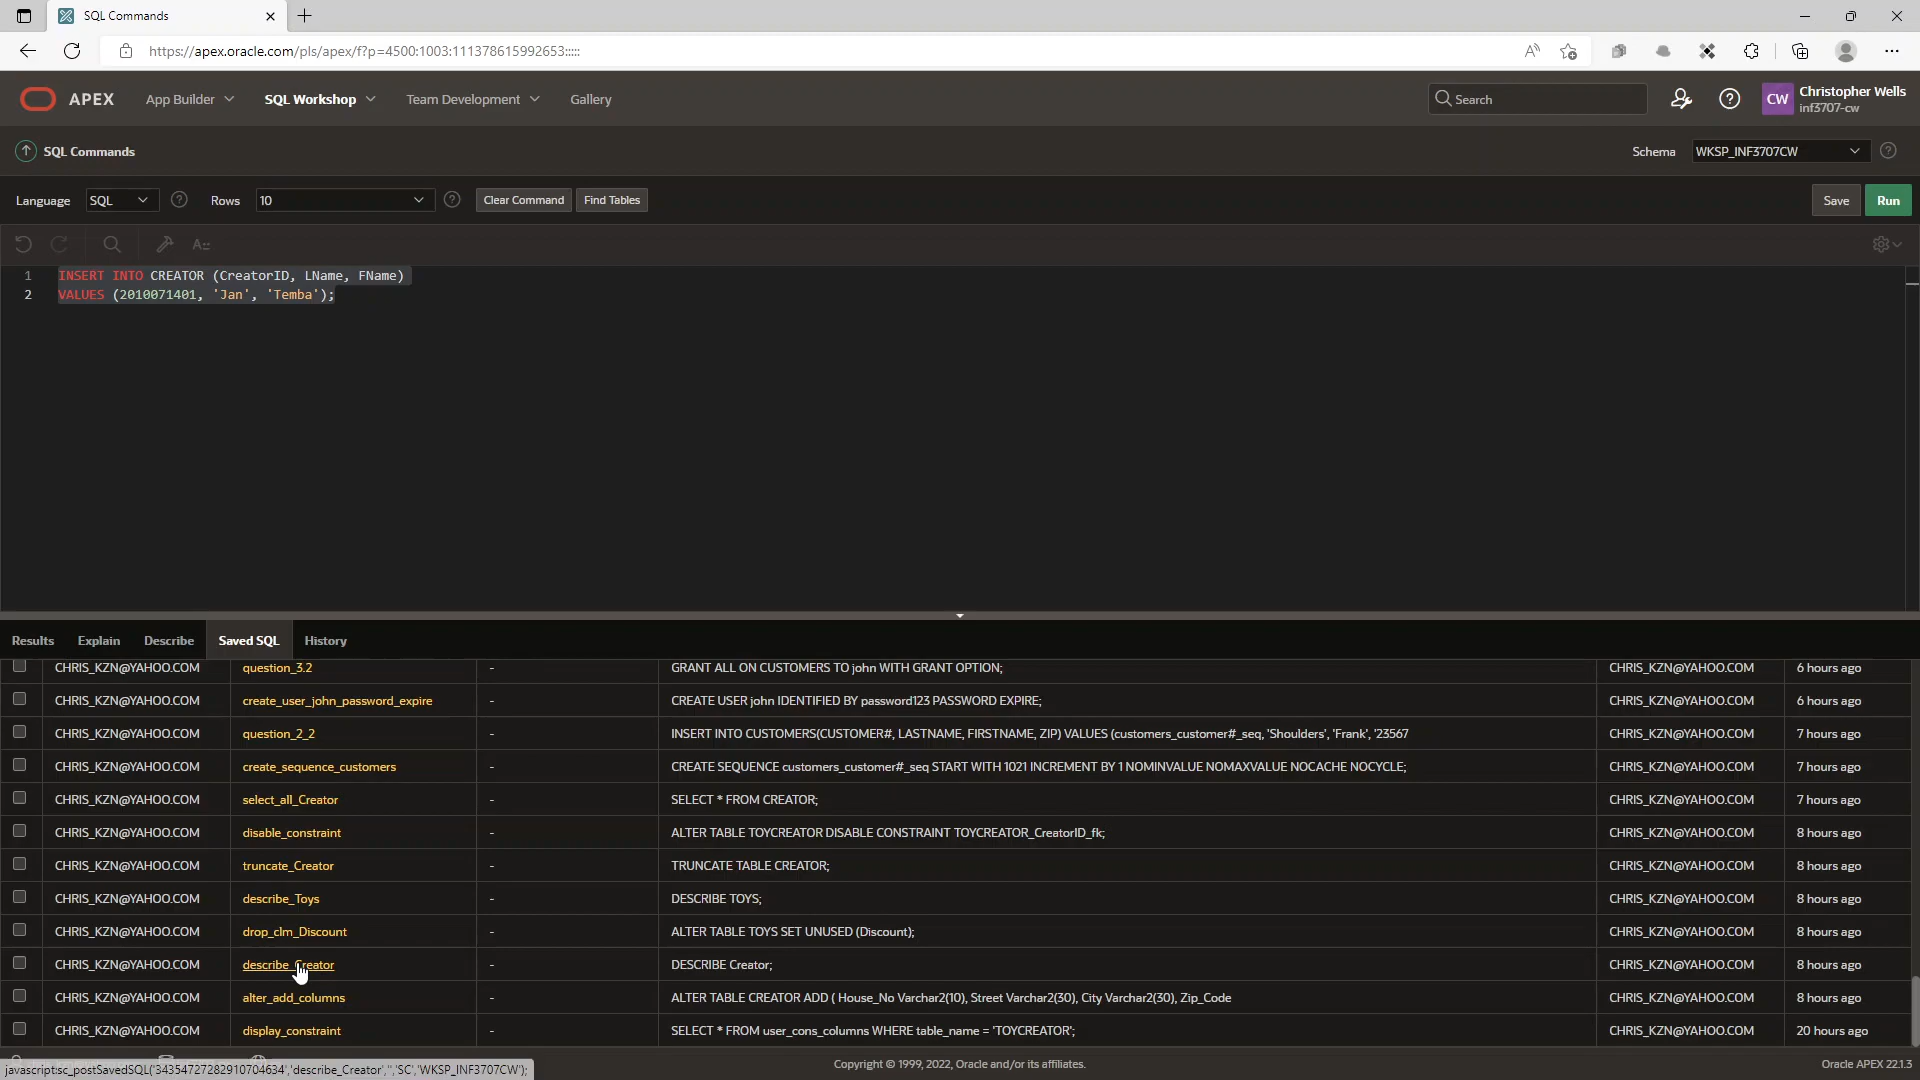 SQL Commands
https://apex.oracle.com/pls/apex/f?p=4500:1003:111378615992653:::::
APEX App Builder SQL Workshop Team Development Gallery Search CW Christopher Wells
inf3707-cw
SQL Commands Schema WKSP_INF3707CW
Language SQL Rows 10 Clear Command Find Tables Save Run
1 INSERT INTO CREATOR (CreatorID, LName, FName)
2 VALUES (2010071401, 'Jan', 'Temba');
Results Explain Describe Saved SQL History
CHRIS_KZN@YAHOO.COM question_3.2 - GRANT ALL ON CUSTOMERS TO john WITH GRANT OPTION; CHRIS_KZN@YAHOO.COM 6 hours ago
CHRIS_KZN@YAHOO.COM create_user_john_password_expire - CREATE USER john IDENTIFIED BY password123 PASSWORD EXPIRE; CHRIS_KZN@YAHOO.COM 6 hours ago
CHRIS_KZN@YAHOO.COM question_2_2 - INSERT INTO CUSTOMERS(CUSTOMER#, LASTNAME, FIRSTNAME, ZIP) VALUES (customers_customer#_seq, 'Shoulders', 'Frank', '23567 CHRIS_KZN@YAHOO.COM 7 hours ago
CHRIS_KZN@YAHOO.COM create_sequence_customers - CREATE SEQUENCE customers_customer#_seq START WITH 1021 INCREMENT BY 1 NOMINVALUE NOMAXVALUE NOCACHE NOCYCLE; CHRIS_KZN@YAHOO.COM 7 hours ago
CHRIS_KZN@YAHOO.COM select_all_Creator - SELECT * FROM CREATOR; CHRIS_KZN@YAHOO.COM 7 hours ago
CHRIS_KZN@YAHOO.COM disable_constraint - ALTER TABLE TOYCREATOR DISABLE CONSTRAINT TOYCREATOR_CreatorID_fk; CHRIS_KZN@YAHOO.COM 8 hours ago
CHRIS_KZN@YAHOO.COM truncate_Creator - TRUNCATE TABLE CREATOR; CHRIS_KZN@YAHOO.COM 8 hours ago
CHRIS_KZN@YAHOO.COM describe_Toys - DESCRIBE TOYS; CHRIS_KZN@YAHOO.COM 8 hours ago
CHRIS_KZN@YAHOO.COM drop_clm_Discount - ALTER TABLE TOYS SET UNUSED (Discount); CHRIS_KZN@YAHOO.COM 8 hours ago
CHRIS_KZN@YAHOO.COM describe_Creator - DESCRIBE Creator; CHRIS_KZN@YAHOO.COM 8 hours ago
CHRIS_KZN@YAHOO.COM alter_add_columns - ALTER TABLE CREATOR ADD ( House_No Varchar2(10), Street Varchar2(30), City Varchar2(30), Zip_Code CHRIS_KZN@YAHOO.COM 8 hours ago
CHRIS_KZN@YAHOO.COM display_constraint - SELECT * FROM user_cons_columns WHERE table_name = 'TOYCREATOR'; CHRIS_KZN@YAHOO.COM 20 hours ago
javascript:sc_postSavedSQL('34354727282910704634','describe_Creator','','SC','WKSP_INF3707CW'); Copyright © 1999, 2022, Oracle and/or its affiliates. Oracle APEX 22.1.3